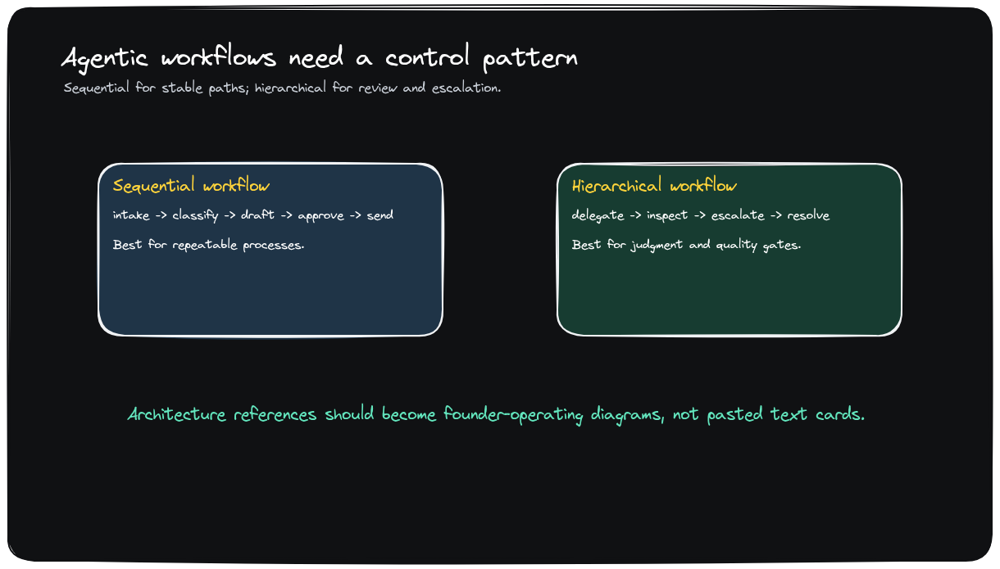 Agentic workflows need a control pattern
Sequential for stable paths; hierarchical for review and escalation.
Sequential workflow
intake -> classify -> draft -> approve -> send
Best for repeatable processes.
Hierarchical workflow
delegate -> inspect -> escalate -> resolve
Best for judgment and quality gates.
Architecture references should become founder-operating diagrams, not pasted text cards.